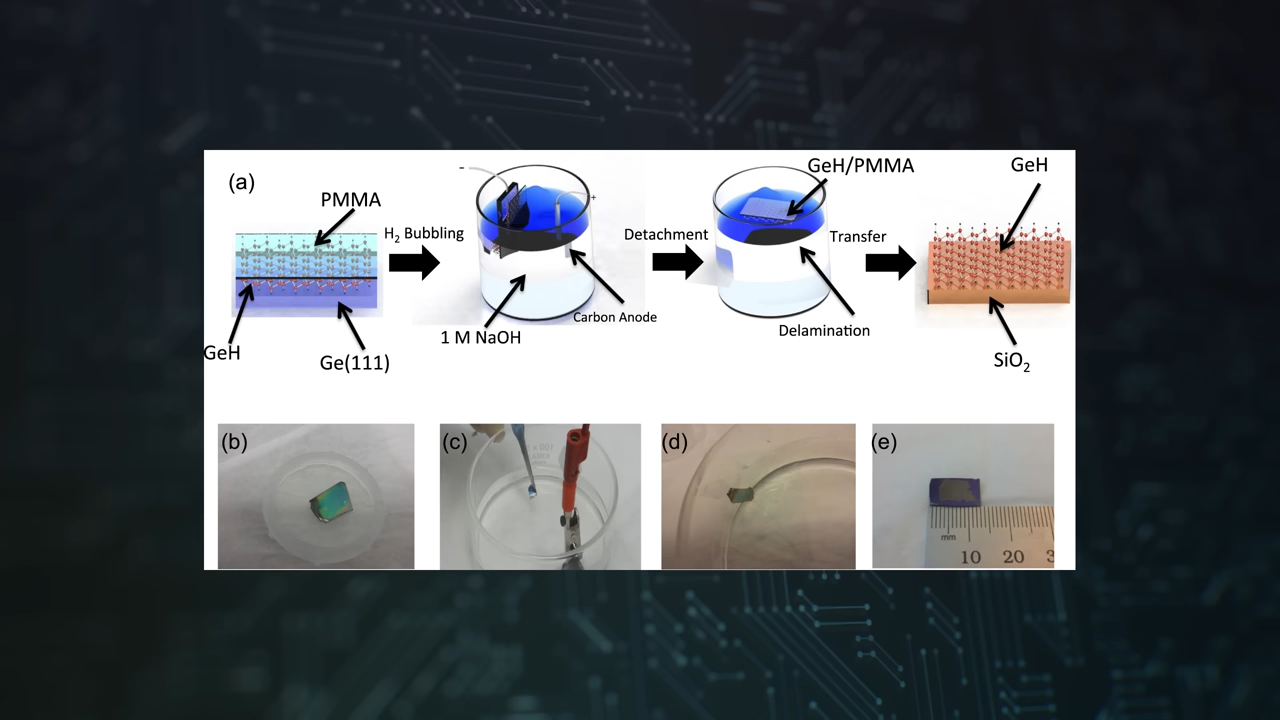 (a)
PMMA
GeH
Ge(111)
H₂ Bubbling
-
+
1 M NaOH
Carbon Anode
Detachment
GeH/PMMA
Delamination
Transfer
GeH
SiO₂
(b)
(c)
(d)
(e)
mm
10 20 3